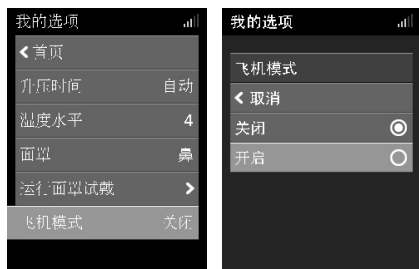 我的选项
首页
升压时间 自动
湿度水平 4
面罩 鼻
运行面罩试戴
飞机模式 关闭
我的选项
飞机模式
取消
关闭
开启